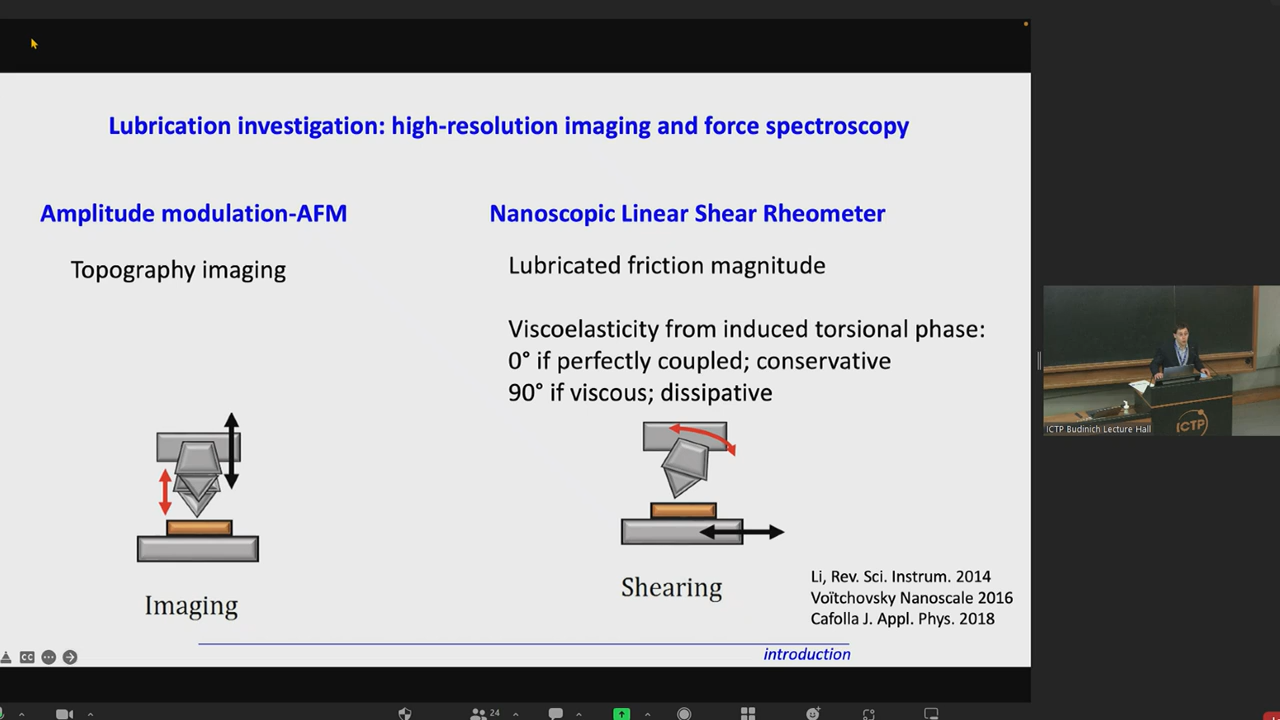 Lubrication investigation: high-resolution imaging and force spectroscopy
Amplitude modulation-AFM
Topography imaging
Imaging
Nanoscopic Linear Shear Rheometer
Lubricated friction magnitude
Viscoelasticity from induced torsional phase:
0° if perfectly coupled; conservative
90° if viscous; dissipative
Shearing
Li, Rev. Sci. Instrum. 2014
Voïtchovsky Nanoscale 2016
Cafolla J. Appl. Phys. 2018
introduction
CC
ICTP
ICTP Budinich Lecture Hall
24